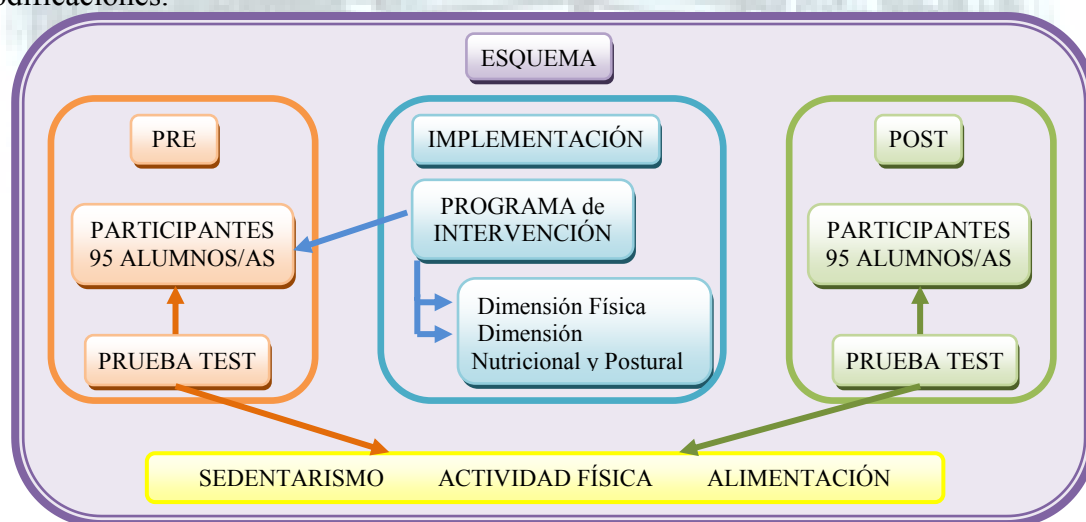 ESQUEMA
PRE
PARTICIPANTES
95 ALUMNOS/AS
PRUEBA TEST
IMPLEMENTACIÓN
PROGRAMA de
INTERVENCIÓN
Dimensión Física
Dimensión
Nutricional y Postural
POST
PARTICIPANTES
95 ALUMNOS/AS
PRUEBA TEST
SEDENTARISMO ACTIVIDAD FÍSICA ALIMENTACIÓN